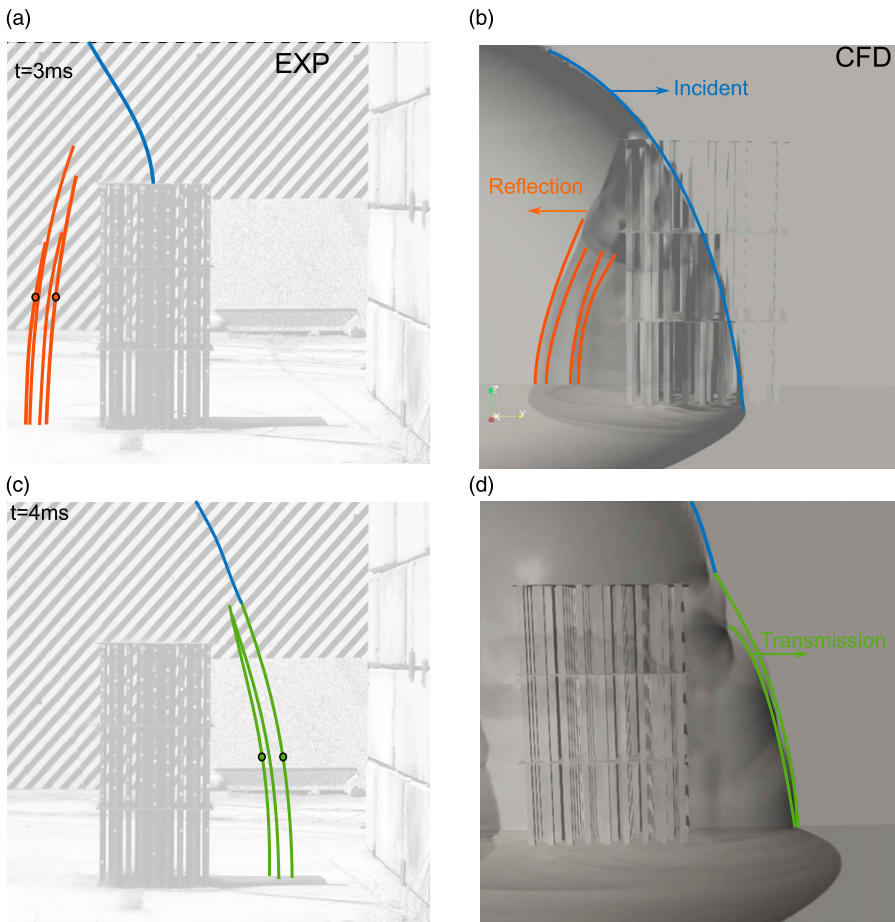 (a)
(b)
t=3ms
EXP
CFD
Incident
Reflection
Z
X
Y
(c)
(d)
t=4ms
Transmission